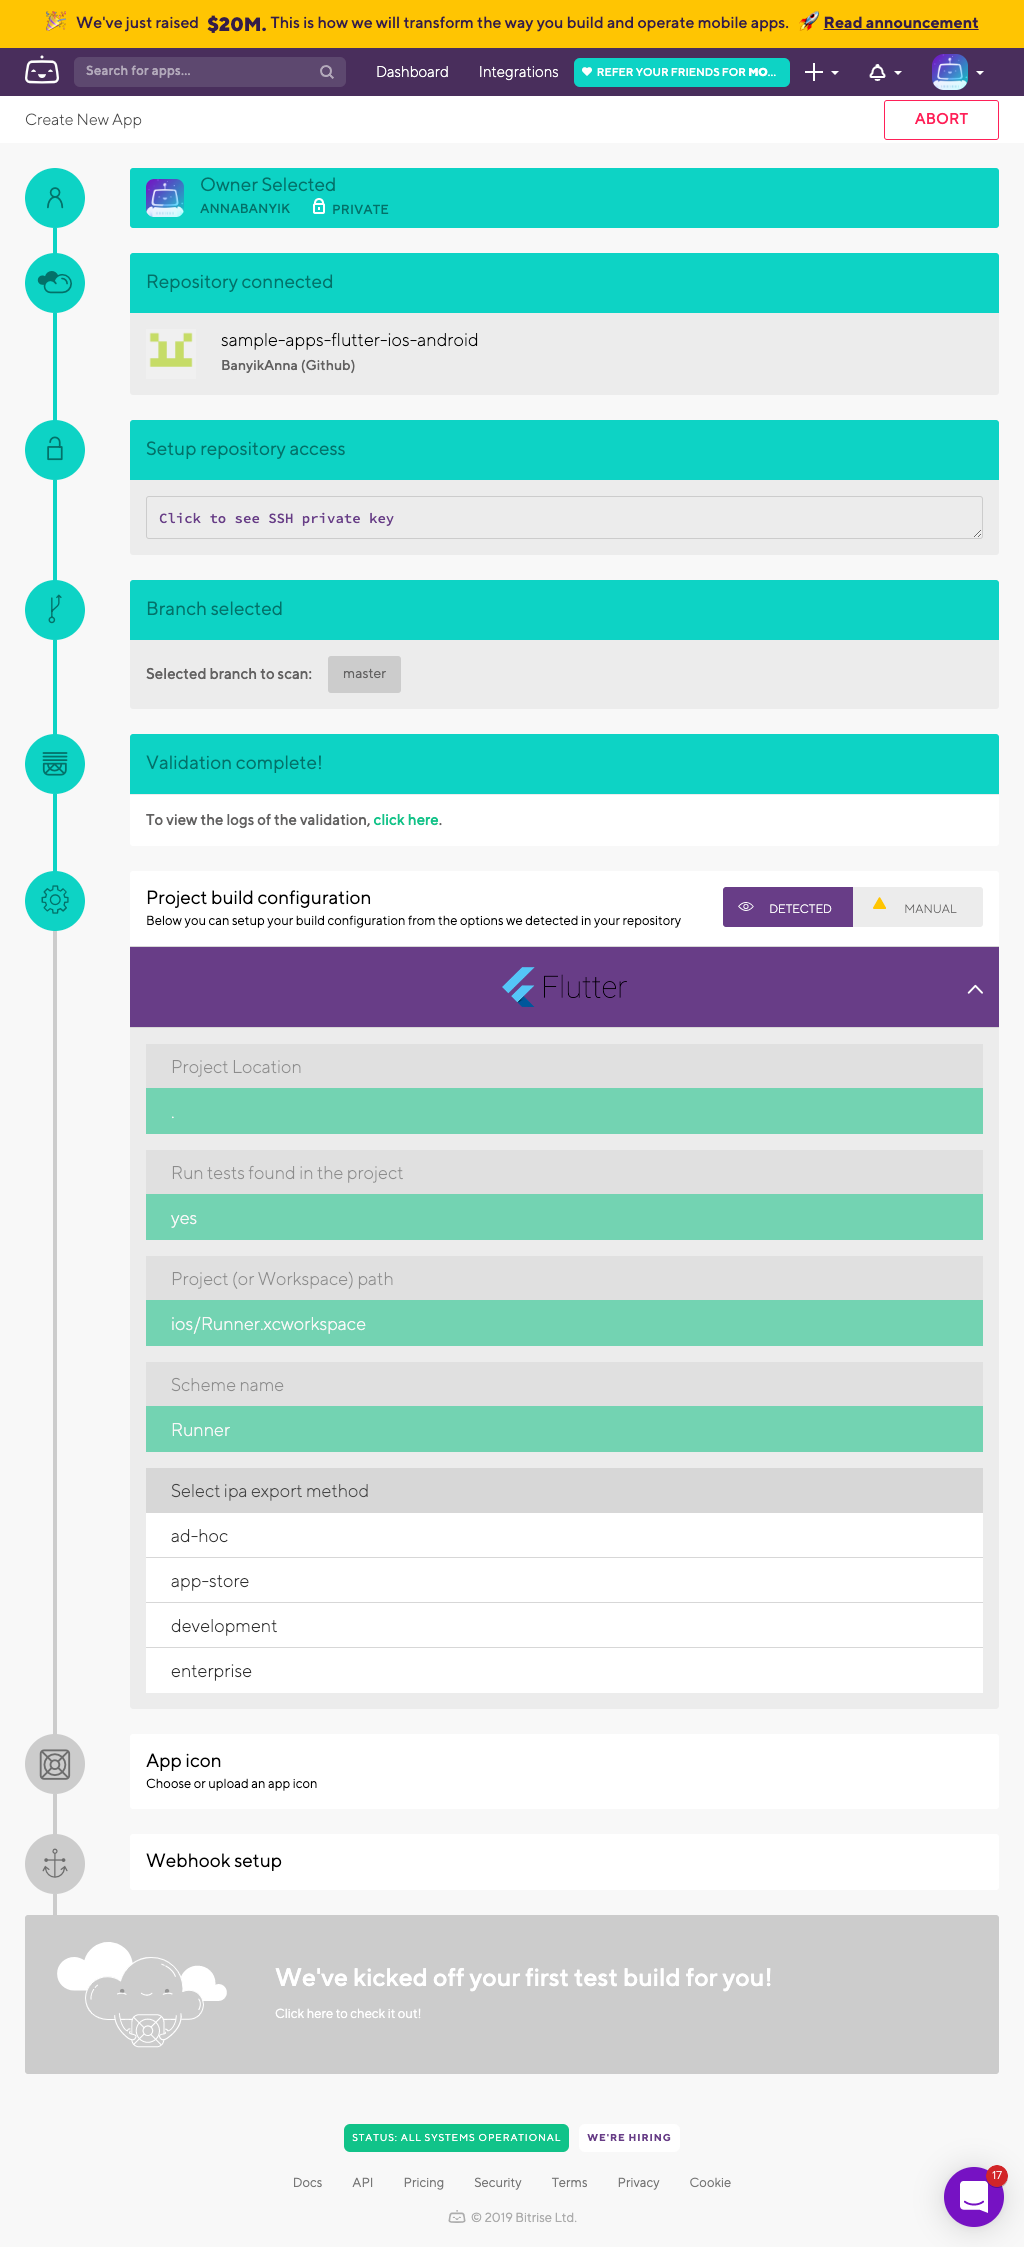 We've just raised $20M. This is how we will transform the way you build and operate mobile apps. Read announcement
Search for apps...
Dashboard
Integrations
REFER YOUR FRIENDS FOR MO...
Create New App
ABORT
Owner Selected
ANNABANYIK PRIVATE
Repository connected
sample-apps-flutter-ios-android
BanyikAnna (Github)
Setup repository access
Click to see SSH private key
Branch selected
Selected branch to scan: master
Validation complete!
To view the logs of the validation, click here.
Project build configuration
Below you can setup your build configuration from the options we detected in your repository
DETECTED
MANUAL
Flutter
Project Location
.
Run tests found in the project
yes
Project (or Workspace) path
ios/Runner.xcworkspace
Scheme name
Runner
Select ipa export method
ad-hoc
app-store
development
enterprise
App icon
Choose or upload an app icon
Webhook setup
We've kicked off your first test build for you!
Click here to check it out!
STATUS: ALL SYSTEMS OPERATIONAL
WE'RE HIRING
Docs API Pricing Security Terms Privacy Cookie
17
© 2019 Bitrise Ltd.